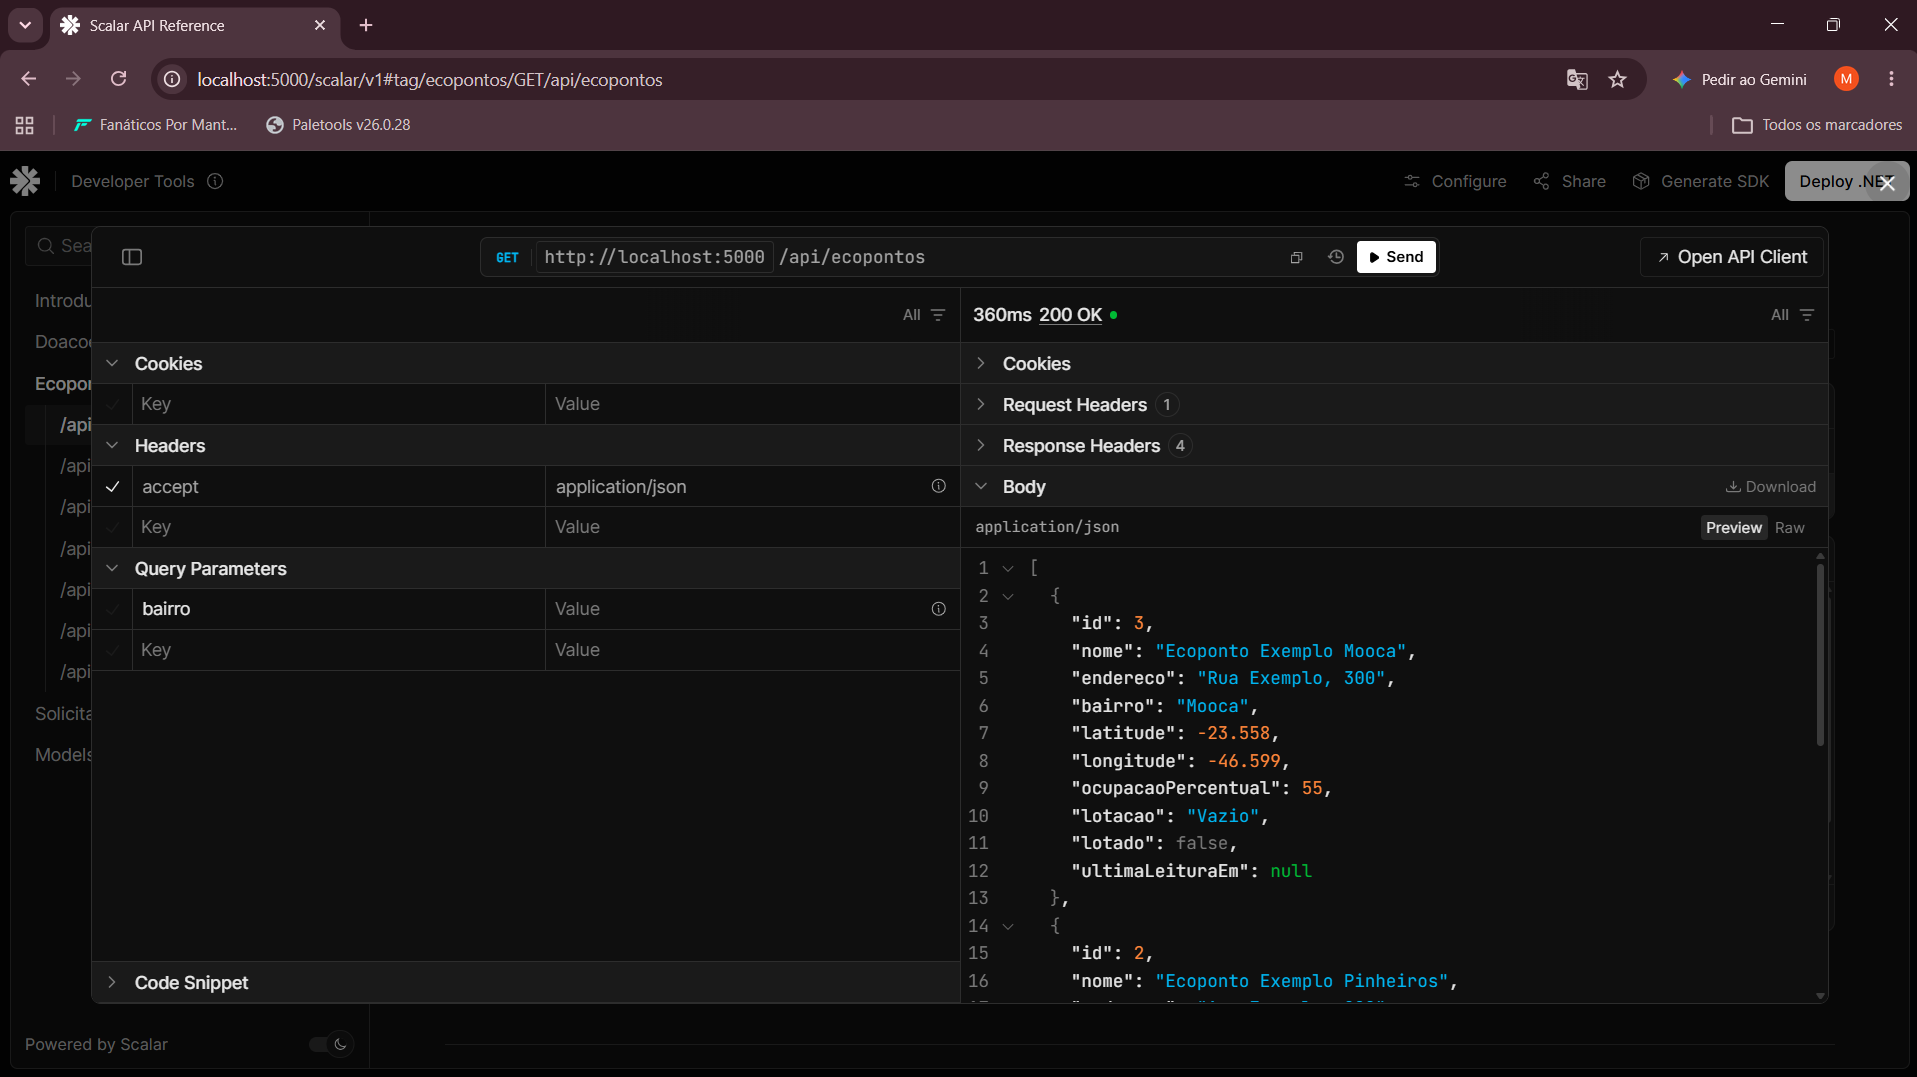 Scalar API Reference
localhost:5000/scalar/v1#tag/ecopontos/GET/api/ecopontos
Pedir ao Gemini
M
Fanáticos Por Mant...
Paletools v26.0.28
Todos os marcadores
Developer Tools
Configure
Share
Generate SDK
Deploy .NET
Sea
Introdu
Doacoe
Ecopon
/api
/api
/api
/api
/api
/api
/api
Solicita
Models
Powered by Scalar
GET http://localhost:5000 /api/ecopontos
Send
Open API Client
All
Cookies
Key Value
Headers
accept application/json
Key Value
Query Parameters
bairro Value
Key Value
Code Snippet
360ms 200 OK
All
Cookies
Request Headers 1
Response Headers 4
Body
Download
application/json
Preview Raw
1 [
2 {
3 "id": 3,
4 "nome": "Ecoponto Exemplo Mooca",
5 "endereco": "Rua Exemplo, 300",
6 "bairro": "Mooca",
7 "latitude": -23.558,
8 "longitude": -46.599,
9 "ocupacaoPercentual": 55,
10 "lotacao": "Vazio",
11 "lotado": false,
12 "ultimaLeituraEm": null
13 },
14 {
15 "id": 2,
16 "nome": "Ecoponto Exemplo Pinheiros",